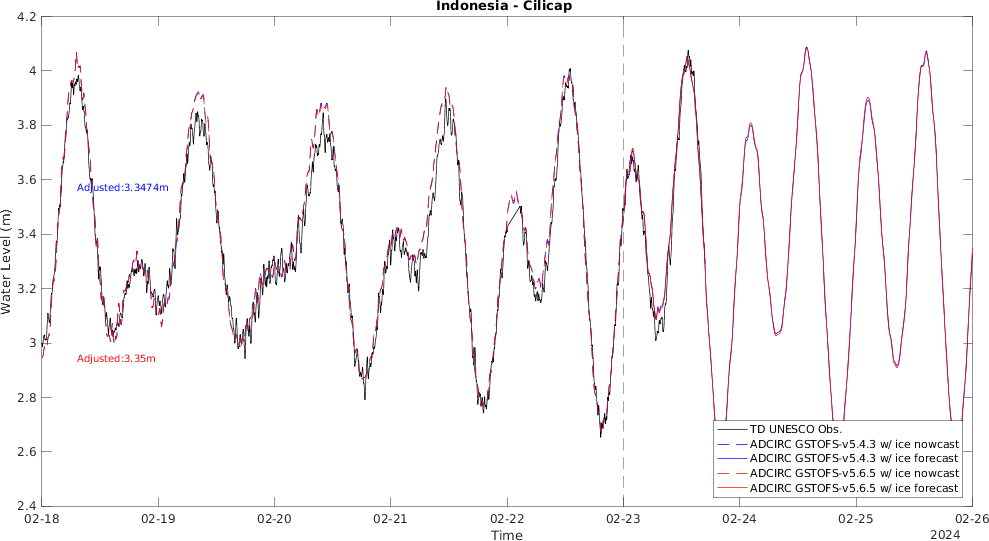 Indonesia - Cilicap
4.2
4
3.8
3.6
3.4
3.2
3
2.8
2.6
2.4
Water Level (m)
Adjusted:3.3474m
Adjusted:3.35m
TD UNESCO Obs.
ADCIRC GSTOFS-v5.4.3 w/ ice nowcast
ADCIRC GSTOFS-v5.4.3 w/ ice forecast
ADCIRC GSTOFS-v5.6.5 w/ ice nowcast
ADCIRC GSTOFS-v5.6.5 w/ ice forecast
02-18 02-19 02-20 02-21 02-22 02-23 02-24 02-25 02-26
Time
2024